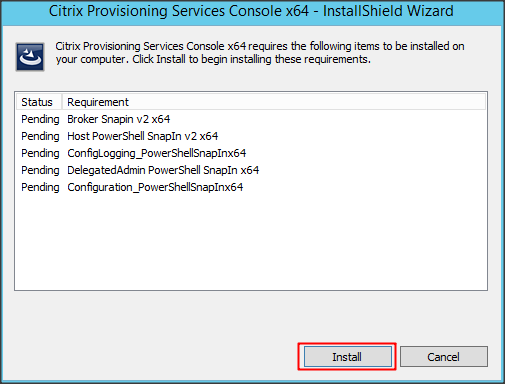 Citrix Provisioning Services Console x64 - InstallShield Wizard
Citrix Provisioning Services Console x64 requires the following items to be installed on
your computer. Click Install to begin installing these requirements.
Status Requirement
Pending Broker Snapin v2 x64
Pending Host PowerShell SnapIn v2 x64
Pending ConfigLogging_PowerShellSnapInx64
Pending DelegatedAdmin PowerShell SnapIn x64
Pending Configuration_PowerShellSnapInx64
Install Cancel